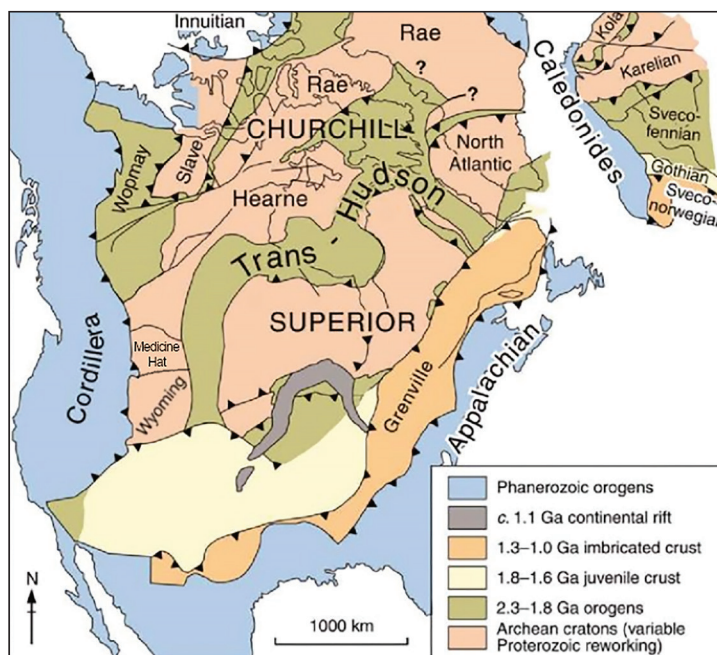 Innuitian
Rae
Kola
Karelian
Caledonides
Rae
?
?
CHURCHILL
Sveco-
fennian
Slave
North
Atlantic
Wopmay
Gothian
Sveco-
norwegian
Hearne
Trans - Hudson
SUPERIOR
Medicine
Hat
Cordillera
Wyoming
Grenville
Appalachian
Phanerozoic orogens
c. 1.1 Ga continental rift
1.3–1.0 Ga imbricated crust
1.8–1.6 Ga juvenile crust
2.3–1.8 Ga orogens
Archean cratons (variable
Proterozoic reworking)
N
1000 km